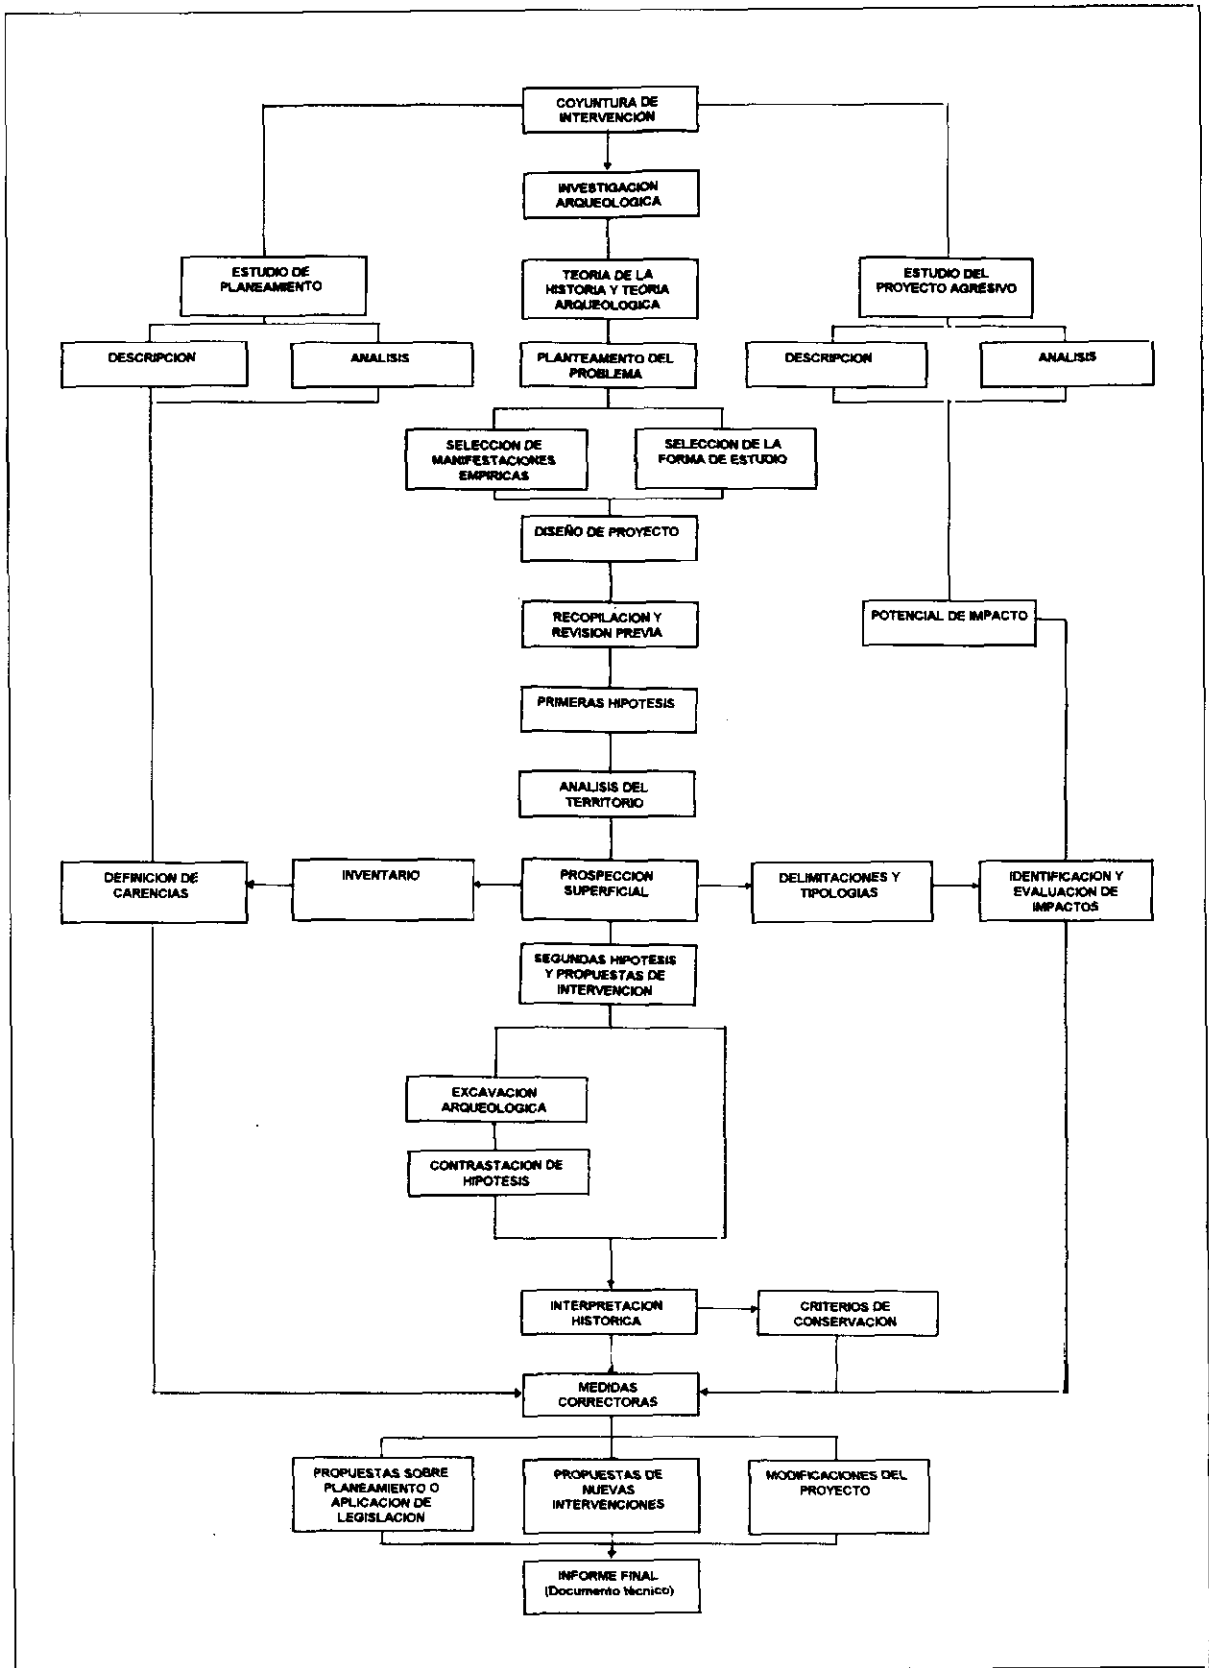 COYUNTURA DE
INTERVENCION
INVESTIGACION
ARQUEOLOGICA
ESTUDIO DE
PLANEAMIENTO
TEORIA DE LA
HISTORIA Y TEORIA
ARQUEOLOGICA
ESTUDIO DEL
PROYECTO AGRESIVO
DESCRIPCION
ANALISIS
PLANTEAMENTO DEL
PROBLEMA
DESCRIPCION
ANALISIS
SELECCION DE
MANIFESTACIONES
EMPIRICAS
SELECCION DE LA
FORMA DE ESTUDIO
DISEÑO DE PROYECTO
RECOPILACION Y
REVISION PREVIA
POTENCIAL DE IMPACTO
PRIMERAS HIPOTESIS
ANALISIS DEL
TERRITORIO
DEFINICION DE
CARENCIAS
INVENTARIO
PROSPECCION
SUPERFICIAL
DELIMITACIONES Y
TIPOLOGIAS
IDENTIFICACION Y
EVALUACION DE
IMPACTOS
SEGUNDAS HIPOTESIS
Y PROPUESTAS DE
INTERVENCION
EXCAVACION
ARQUEOLOGICA
CONTRASTACION DE
HIPOTESIS
INTERPRETACION
HISTORICA
CRITERIOS DE
CONSERVACION
MEDIDAS
CORRECTORAS
PROPUESTAS SOBRE
PLANEAMIENTO O
APLICACION DE
LEGISLACION
PROPUESTAS DE
NUEVAS
INTERVENCIONES
MODIFICACIONES DEL
PROYECTO
INFORME FINAL
(Documento técnico)